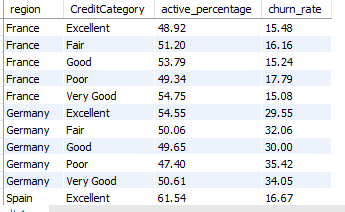 region CreditCategory active_percentage churn_rate
France Excellent 48.92 15.48
France Fair 51.20 16.16
France Good 53.79 15.24
France Poor 49.34 17.79
France Very Good 54.75 15.08
Germany Excellent 54.55 29.55
Germany Fair 50.06 32.06
Germany Good 49.65 30.00
Germany Poor 47.40 35.42
Germany Very Good 50.61 34.05
Spain Excellent 61.54 16.67